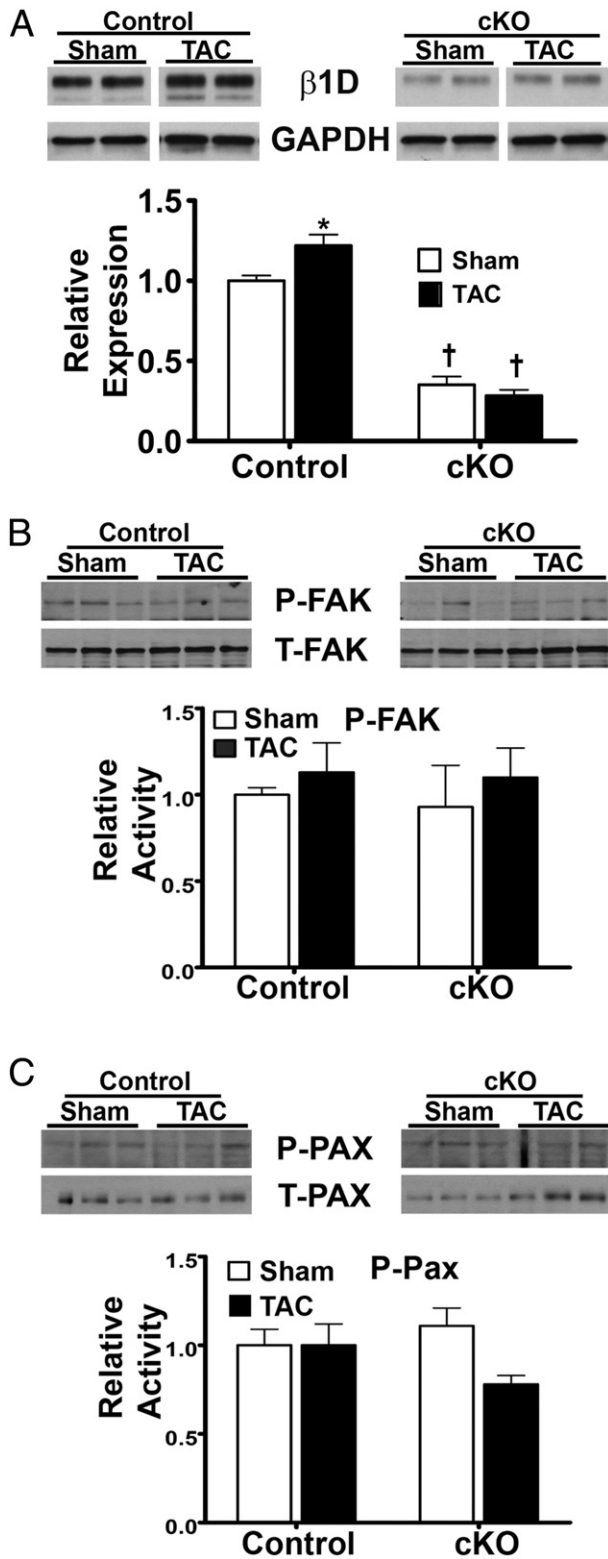 A
Control
cKO
Sham TAC
β1D
Sham TAC
GAPDH
Relative
Expression
1.5
1.0
0.5
0.0
*
† †
Sham
TAC
Control cKO
B
Control
cKO
Sham TAC
P-FAK
Sham TAC
T-FAK
Relative
Activity
1.5
1.0
0.5
0.0
Sham
TAC
P-FAK
Control cKO
C
Control
cKO
Sham TAC
P-PAX
Sham TAC
T-PAX
Relative
Activity
1.5
1.0
0.5
0.0
Sham
TAC
P-Pax
Control cKO